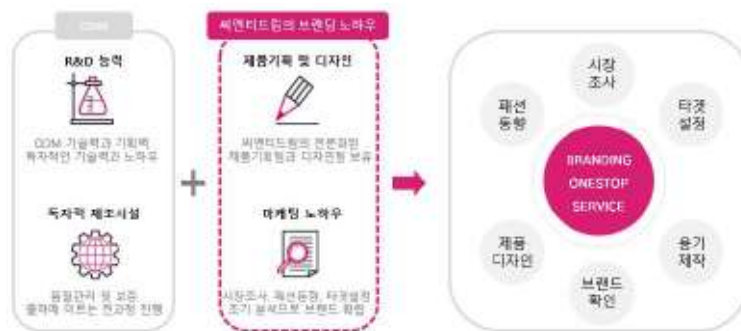 씨앤티드림의 브랜딩 노하우
R&D 능력
ODM 기술력과 기획력
독자적인 기술력과 노하우
독자적 제조시설
품질관리 및 보증
출하에 이르는 전과정 진행
제품기획 및 디자인
씨앤티드림의 전문화된
제품기획팀과 디자인팀 보유
마케팅 노하우
시장조사, 패션동향, 타겟설정
조기 분석으로 브랜드 확립
시장
조사
패션
동향
타겟
설정
BRANDING
ONESTOP
SERVICE
제품
디자인
용기
제작
브랜드
확인